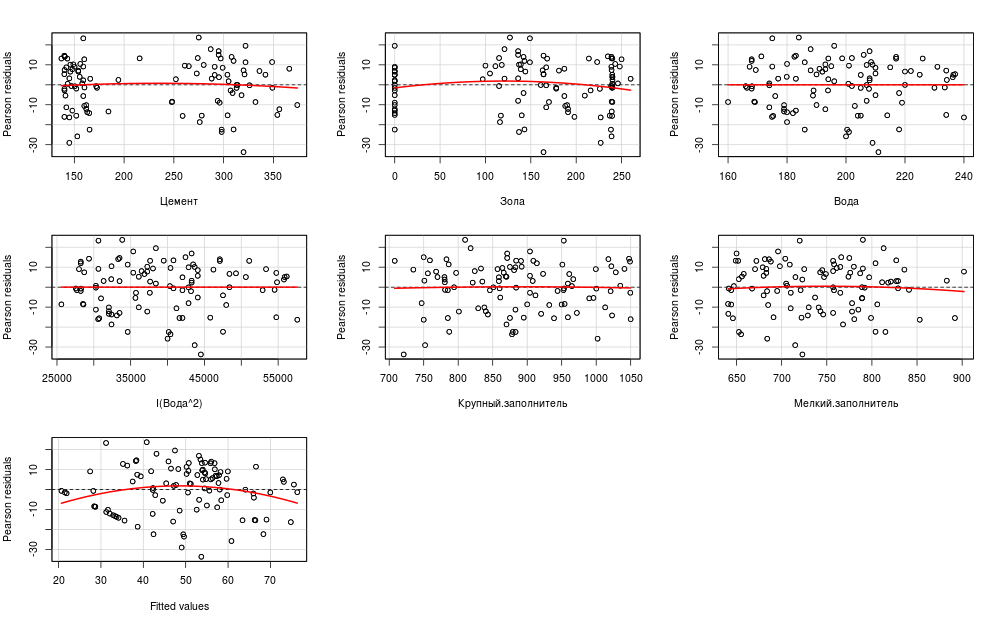 Pearson residuals
10
-10
-30
150 200 250 300 350
Цемент
Pearson residuals
10
-10
-30
0 50 100 150 200 250
Зола
Pearson residuals
10
-10
-30
160 180 200 220 240
Вода
Pearson residuals
10
-10
-30
25000 35000 45000 55000
I(Вода^2)
Pearson residuals
10
-10
-30
700 750 800 850 900 950 1000 1050
Крупный.заполнитель
Pearson residuals
10
-10
-30
650 700 750 800 850 900
Мелкий.заполнитель
Pearson residuals
10
-10
-30
20 30 40 50 60 70
Fitted values